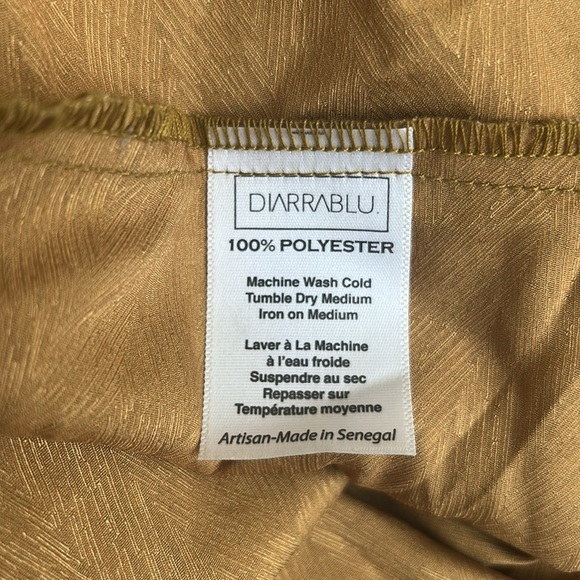 DIARRABLU.
100% POLYESTER
Machine Wash Cold
Tumble Dry Medium
Iron on Medium
Laver à La Machine
à l'eau froide
Suspendre au sec
Repasser sur
Température moyenne
Artisan-Made in Senegal